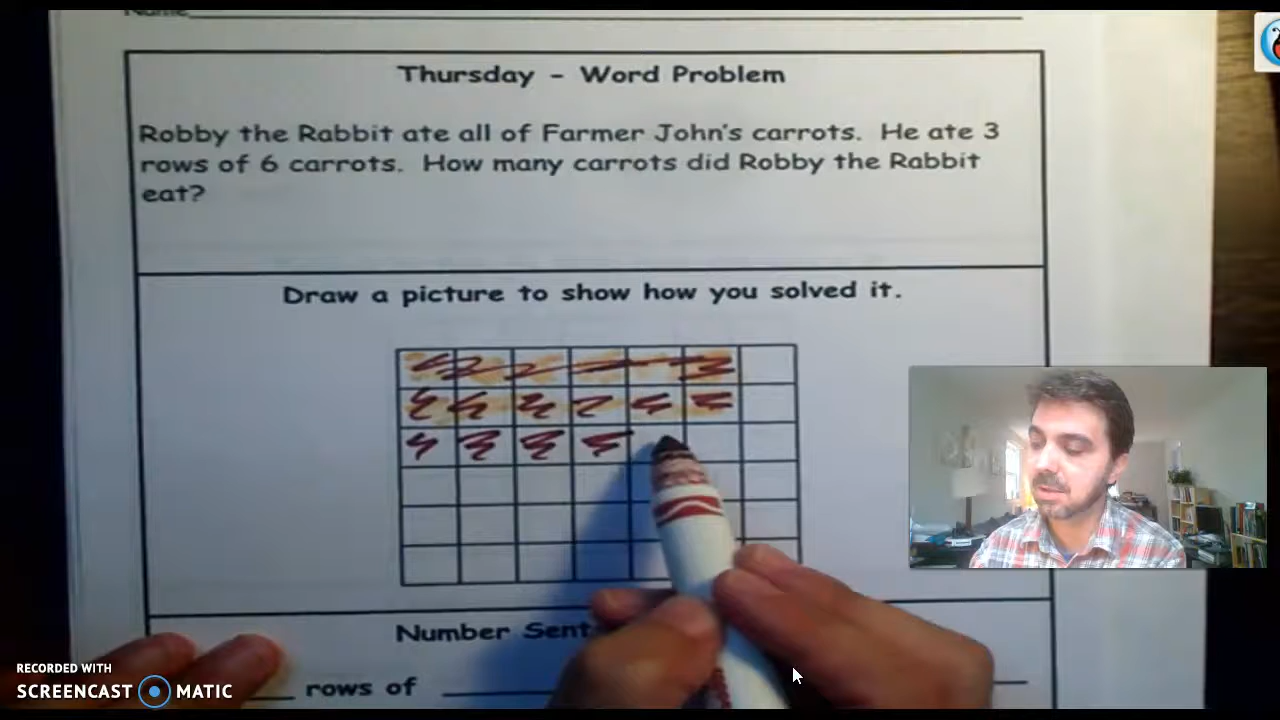 Name
Thursday - Word Problem
Robby the Rabbit ate all of Farmer John's carrots. He ate 3
rows of 6 carrots. How many carrots did Robby the Rabbit
eat?
Draw a picture to show how you solved it.
Number
rows of
RECORDED WITH
SCREENCAST MATIC